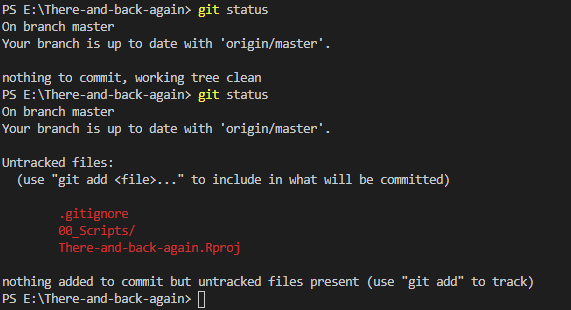 PS E:\There-and-back-again> git status
On branch master
Your branch is up to date with 'origin/master'.
nothing to commit, working tree clean
PS E:\There-and-back-again> git status
On branch master
Your branch is up to date with 'origin/master'.
Untracked files:
(use "git add <file>..." to include in what will be committed)
.gitignore
00_Scripts/
There-and-back-again.Rproj
nothing added to commit but untracked files present (use "git add" to track)
PS E:\There-and-back-again>